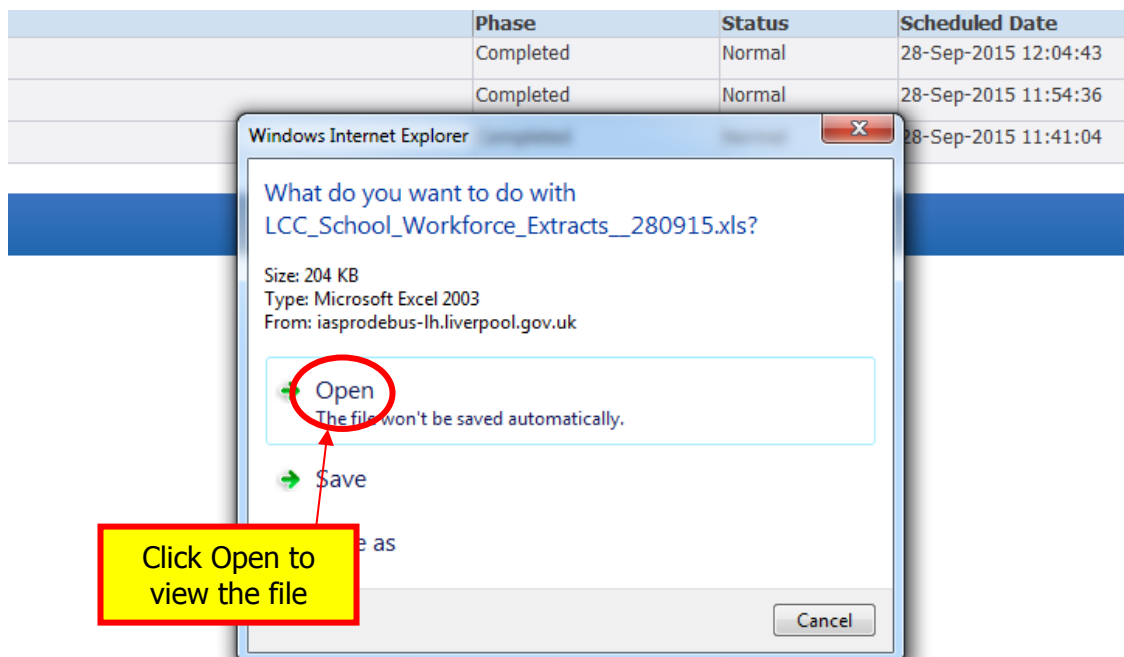 Phase Status Scheduled Date
Completed Normal 28-Sep-2015 12:04:43
Completed Normal 28-Sep-2015 11:54:36
28-Sep-2015 11:41:04
Windows Internet Explorer
What do you want to do with
LCC_School_Workforce_Extracts__280915.xls?
Size: 204 KB
Type: Microsoft Excel 2003
From: iasprodebus-lh.liverpool.gov.uk
Open
The file won't be saved automatically.
Save
as
Click Open to
view the file
Cancel